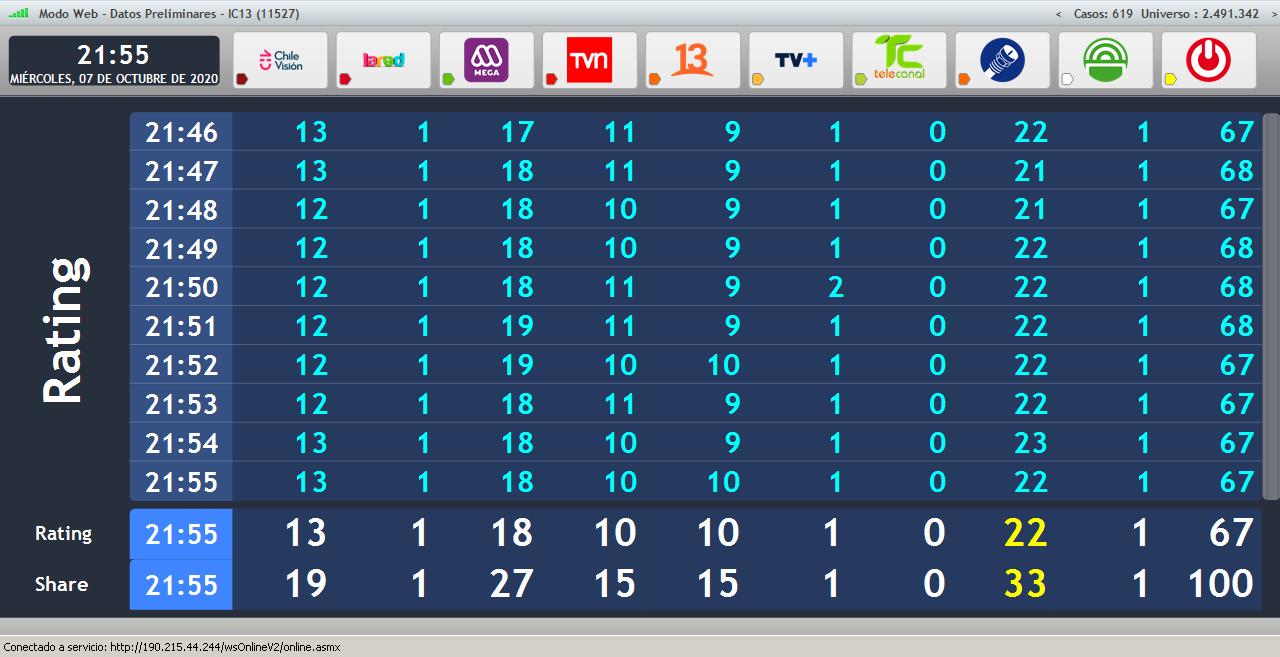 Modo Web - Datos Preliminares - IC13 (11527) < Casos: 619 Universo : 2.491.342 >
21:55
MIÉRCOLES, 07 DE OCTUBRE DE 2020
Chile Visión
lared
MEGA
TVN
13
TV+
TC telecanal
Rating
21:46 13 1 17 11 9 1 0 22 1 67
21:47 13 1 18 11 9 1 0 21 1 68
21:48 12 1 18 10 9 1 0 21 1 67
21:49 12 1 18 10 9 1 0 22 1 68
21:50 12 1 18 11 9 2 0 22 1 68
21:51 12 1 19 11 9 1 0 22 1 68
21:52 12 1 19 10 10 1 0 22 1 67
21:53 12 1 18 11 9 1 0 22 1 67
21:54 13 1 18 10 9 1 0 23 1 67
21:55 13 1 18 10 10 1 0 22 1 67
Rating 21:55 13 1 18 10 10 1 0 22 1 67
Share 21:55 19 1 27 15 15 1 0 33 1 100
Conectado a servicio: http://190.215.44.244/wsOnlineV2/online.asmx